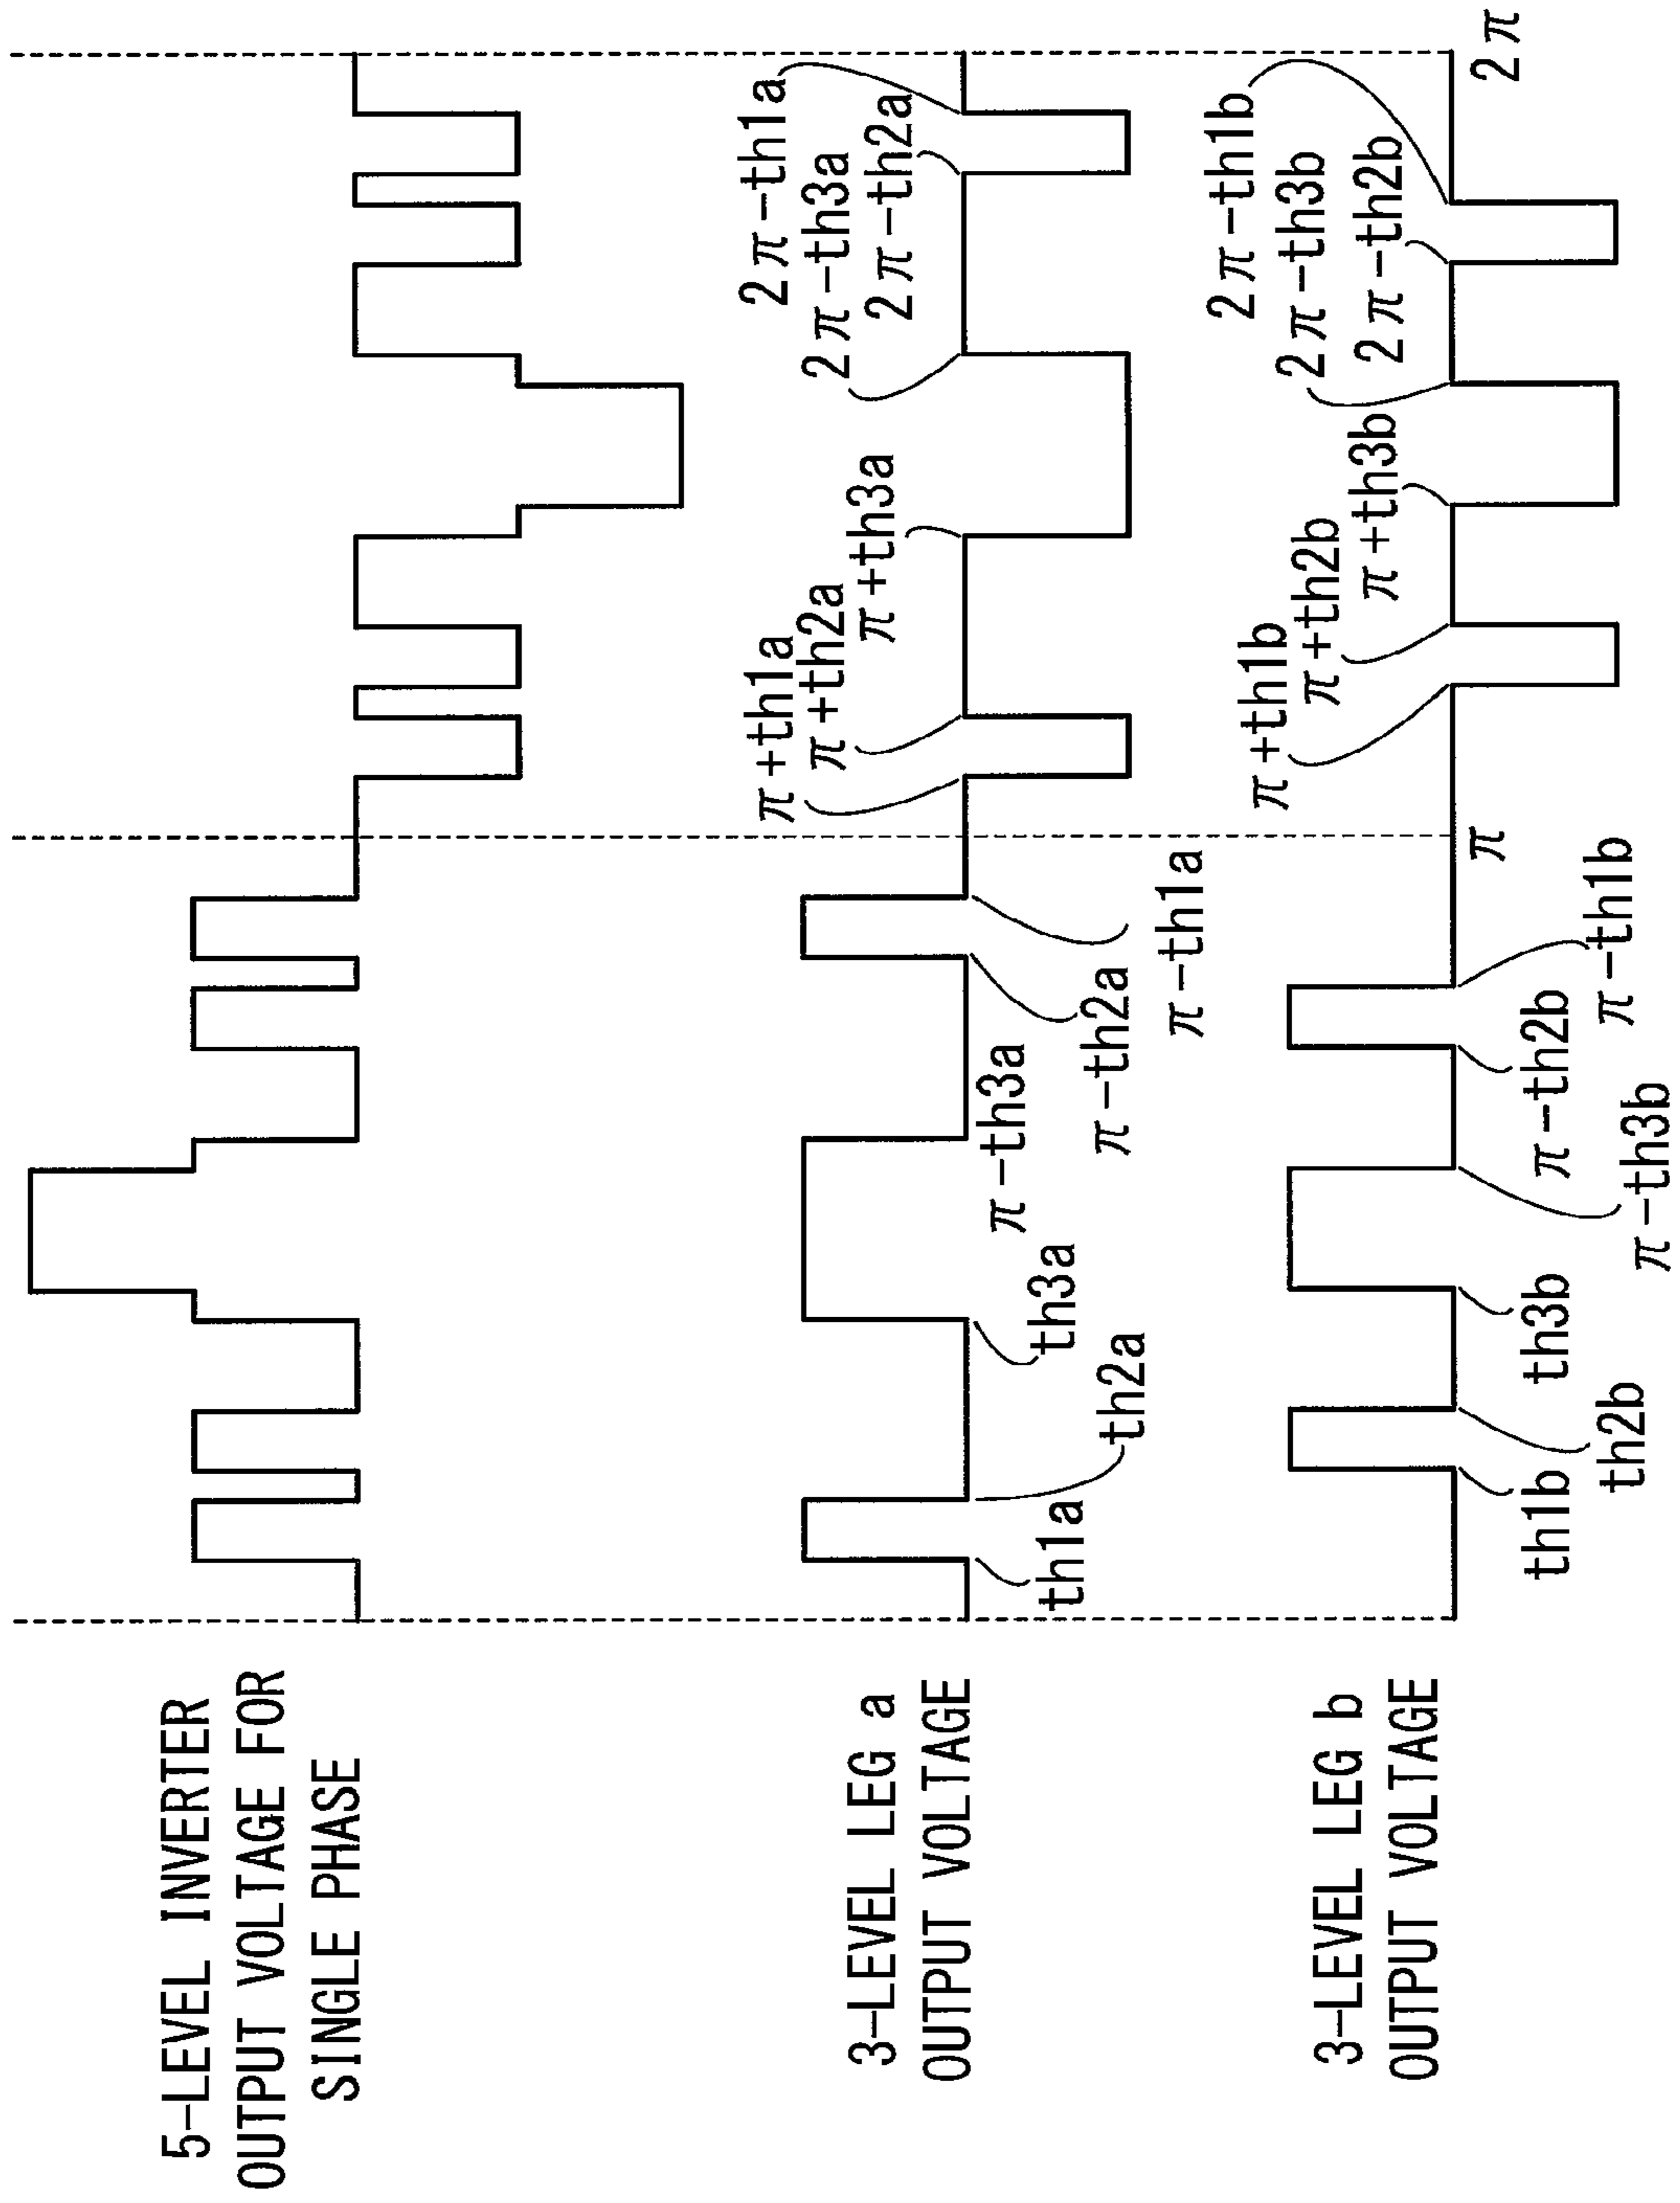 5-LEVEL INVERTER
OUTPUT VOLTAGE FOR
SINGLE PHASE
3-LEVEL LEG a
OUTPUT VOLTAGE
th1a
th2a
th3a
π-th3a
π-th2a
π-th1a
π+th1a
π+th2a
π+th3a
2π-th1a
2π-th3a
2π-th2a
3-LEVEL LEG b
OUTPUT VOLTAGE
th1b
th2b
th3b
π-th3b
π-th2b
π-th1b
π
π+th1b
π+th2b
π+th3b
2π-th1b
2π-th3b
2π-th2b
2π